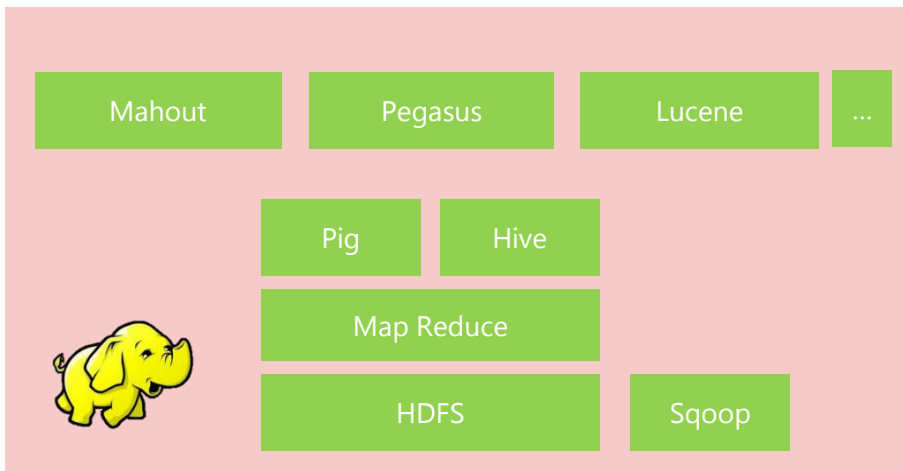 Mahout
Pegasus
Lucene
...
Pig
Hive
Map Reduce
HDFS
Sqoop